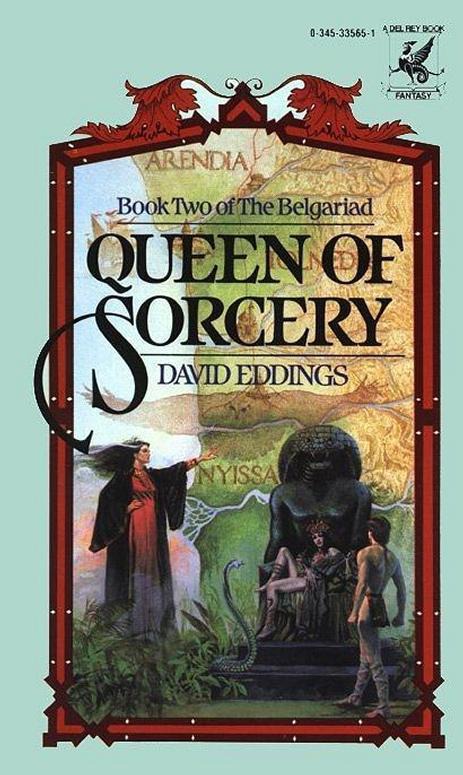 0-345-33565-1
A DEL REY BOOK
FANTASY
ARENDIA
Book Two of The Belgariad
QUEEN OF
SORCERY
DAVID EDDINGS
NYISSA